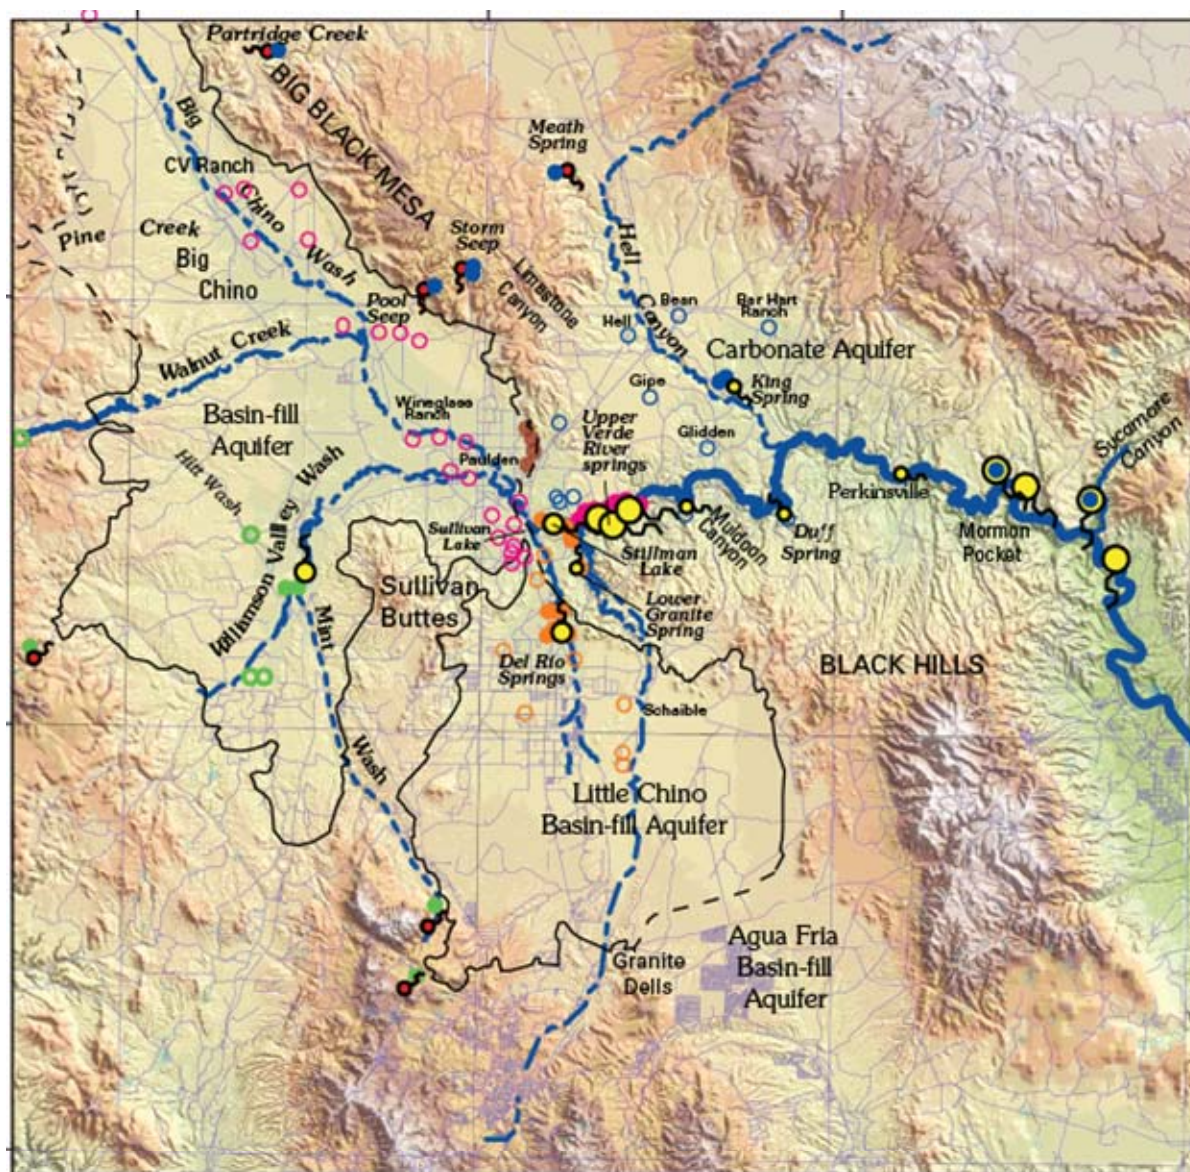 Partridge Creek
BIG BLACK MESA
Meath
Spring
Big
CV Ranch
Chino
Wash
Pine
Creek
Big
Chino
Storm
Seep
Limestone
Canyon
Pool
Seep
Hell
Canyon
Bean
Bar Hart
Ranch
Hell
Carbonate Aquifer
Walnut Creek
Gipe
King
Spring
Wineglass
Ranch
Basin-fill
Aquifer
Upper
Verde
River
springs
Glidden
Sycamore
Canyon
Hitt Wash
Paulden
Perkinsville
Williamson Valley Wash
Sullivan
Lake
Muldoon
Canyon
Duff
Spring
Mormon
Pocket
Stillman
Lake
Sullivan
Buttes
Lower
Granite
Spring
Mint
Wash
Del Rio
Springs
BLACK HILLS
Schaible
Little Chino
Basin-fill Aquifer
Agua Fria
Basin-fill
Aquifer
Granite
Dells